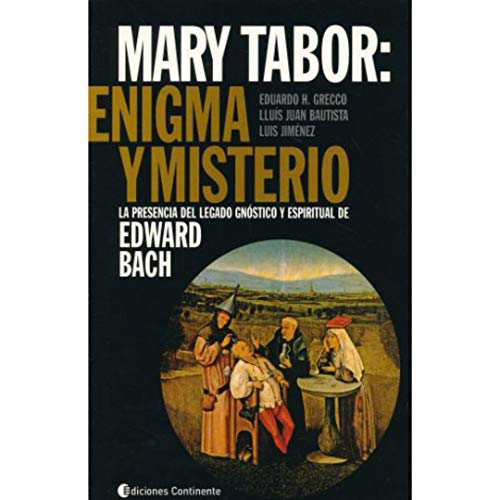 MARY TABOR:
ENIGMA
EDUARDO H. GRECCO
LLUÍS JUAN BAUTISTA
LUIS JIMÉNEZ
Y MISTERIO
LA PRESENCIA DEL LEGADO GNÓSTICO Y ESPIRITUAL DE
EDWARD
BACH
Ediciones Continente